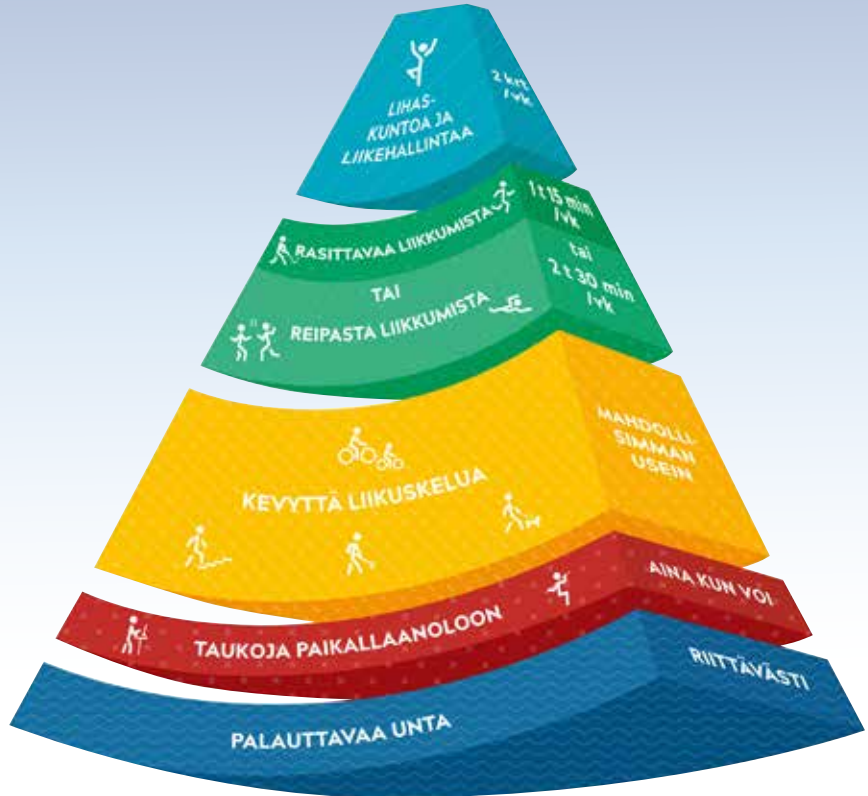 LIHAS-
KUNTOA JA
LIIKEHALLINTAA
2 krt
/vk
RASITTAVAA LIIKKUMISTA
1 t 15 min
/vk
TAI
REIPASTA LIIKKUMISTA
tai
2 t 30 min
/vk
KEVYTTÄ LIIKUSKELUA
MAHDOLLI-
SIMMAN
USEIN
TAUKOJA PAIKALLAANOLOON
AINA KUN VOI
PALAUTTAVAA UNTA
RIITTÄVÄSTI